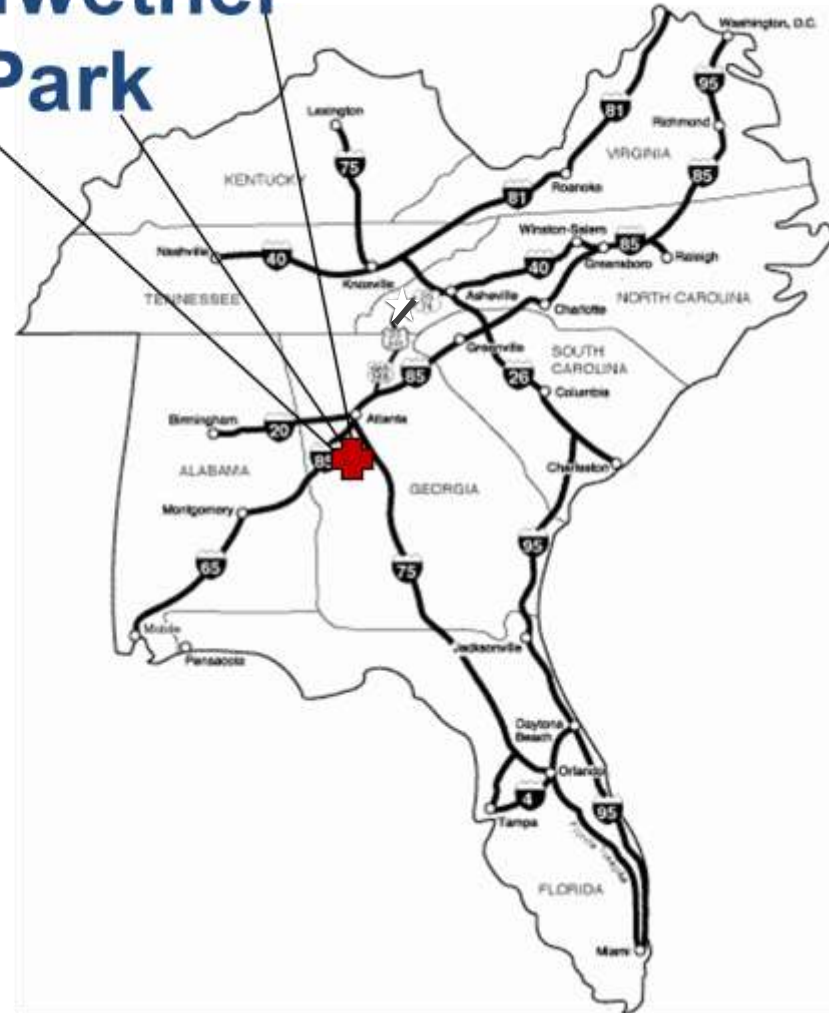 Park
Washington, D.C.
95
81
Lexington
Richmond
VIRGINIA
75
85
KENTUCKY
Roanoke
81
Winston-Salem
85
Nashville
40
Greensboro
Raleigh
40
Knoxville
Asheville
TENNESSEE
NORTH CAROLINA
Charlotte
Greenville
SOUTH
CAROLINA
85
26
Columbia
Birmingham
20
Atlanta
85
Charleston
ALABAMA
GEORGIA
Montgomery
95
65
75
Mobile
Jacksonville
Pensacola
Daytona
Beach
Orlando
4
95
Tampa
FLORIDA
Miami